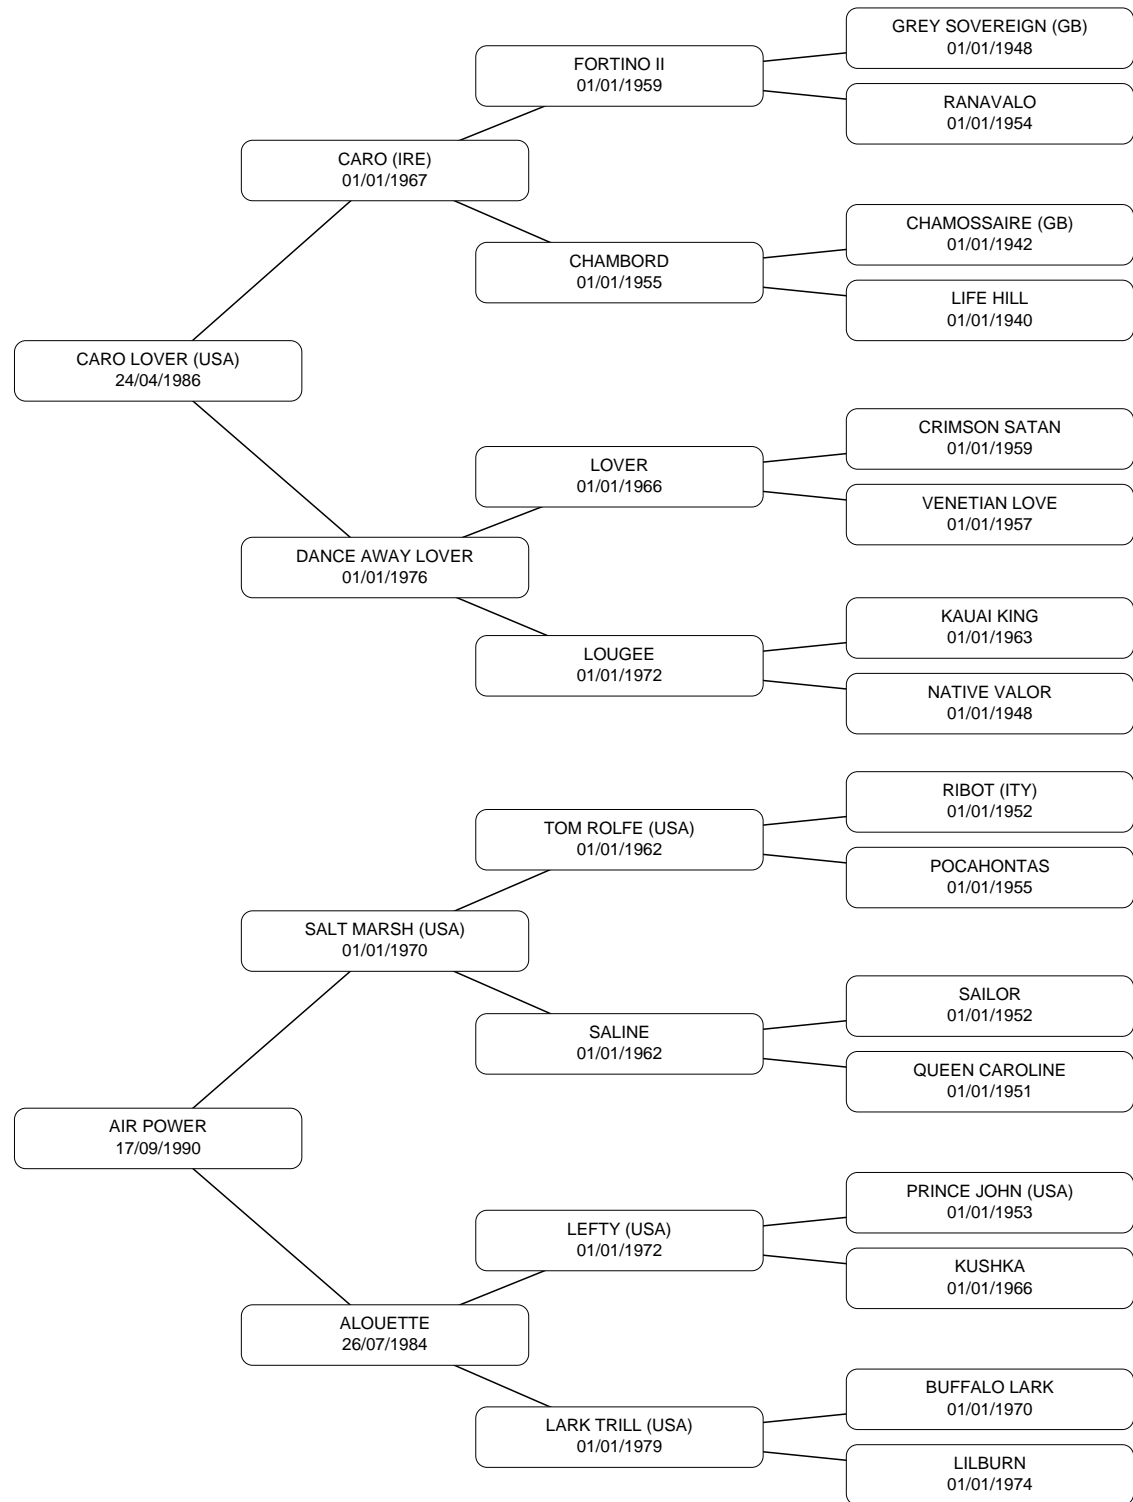 GREY SOVEREIGN (GB)
01/01/1948
FORTINO II
01/01/1959
RANAVALO
01/01/1954
CARO (IRE)
01/01/1967
CHAMOSSAIRE (GB)
01/01/1942
CHAMBORD
01/01/1955
LIFE HILL
01/01/1940
CARO LOVER (USA)
24/04/1986
CRIMSON SATAN
01/01/1959
LOVER
01/01/1966
VENETIAN LOVE
01/01/1957
DANCE AWAY LOVER
01/01/1976
KAUAI KING
01/01/1963
LOUGEE
01/01/1972
NATIVE VALOR
01/01/1948
RIBOT (ITY)
01/01/1952
TOM ROLFE (USA)
01/01/1962
POCAHONTAS
01/01/1955
SALT MARSH (USA)
01/01/1970
SAILOR
01/01/1952
SALINE
01/01/1962
QUEEN CAROLINE
01/01/1951
AIR POWER
17/09/1990
PRINCE JOHN (USA)
01/01/1953
LEFTY (USA)
01/01/1972
KUSHKA
01/01/1966
ALOUETTE
26/07/1984
BUFFALO LARK
01/01/1970
LARK TRILL (USA)
01/01/1979
LILBURN
01/01/1974